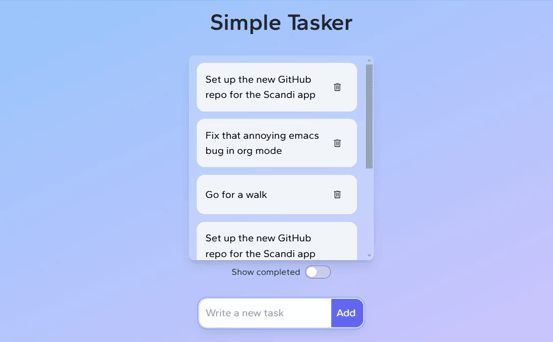 Simple Tasker
Set up the new GitHub
repo for the Scandi app
Fix that annoying emacs
bug in org mode
Go for a walk
Set up the new GitHub
repo for the Scandi app
Show completed
Write a new task
Add